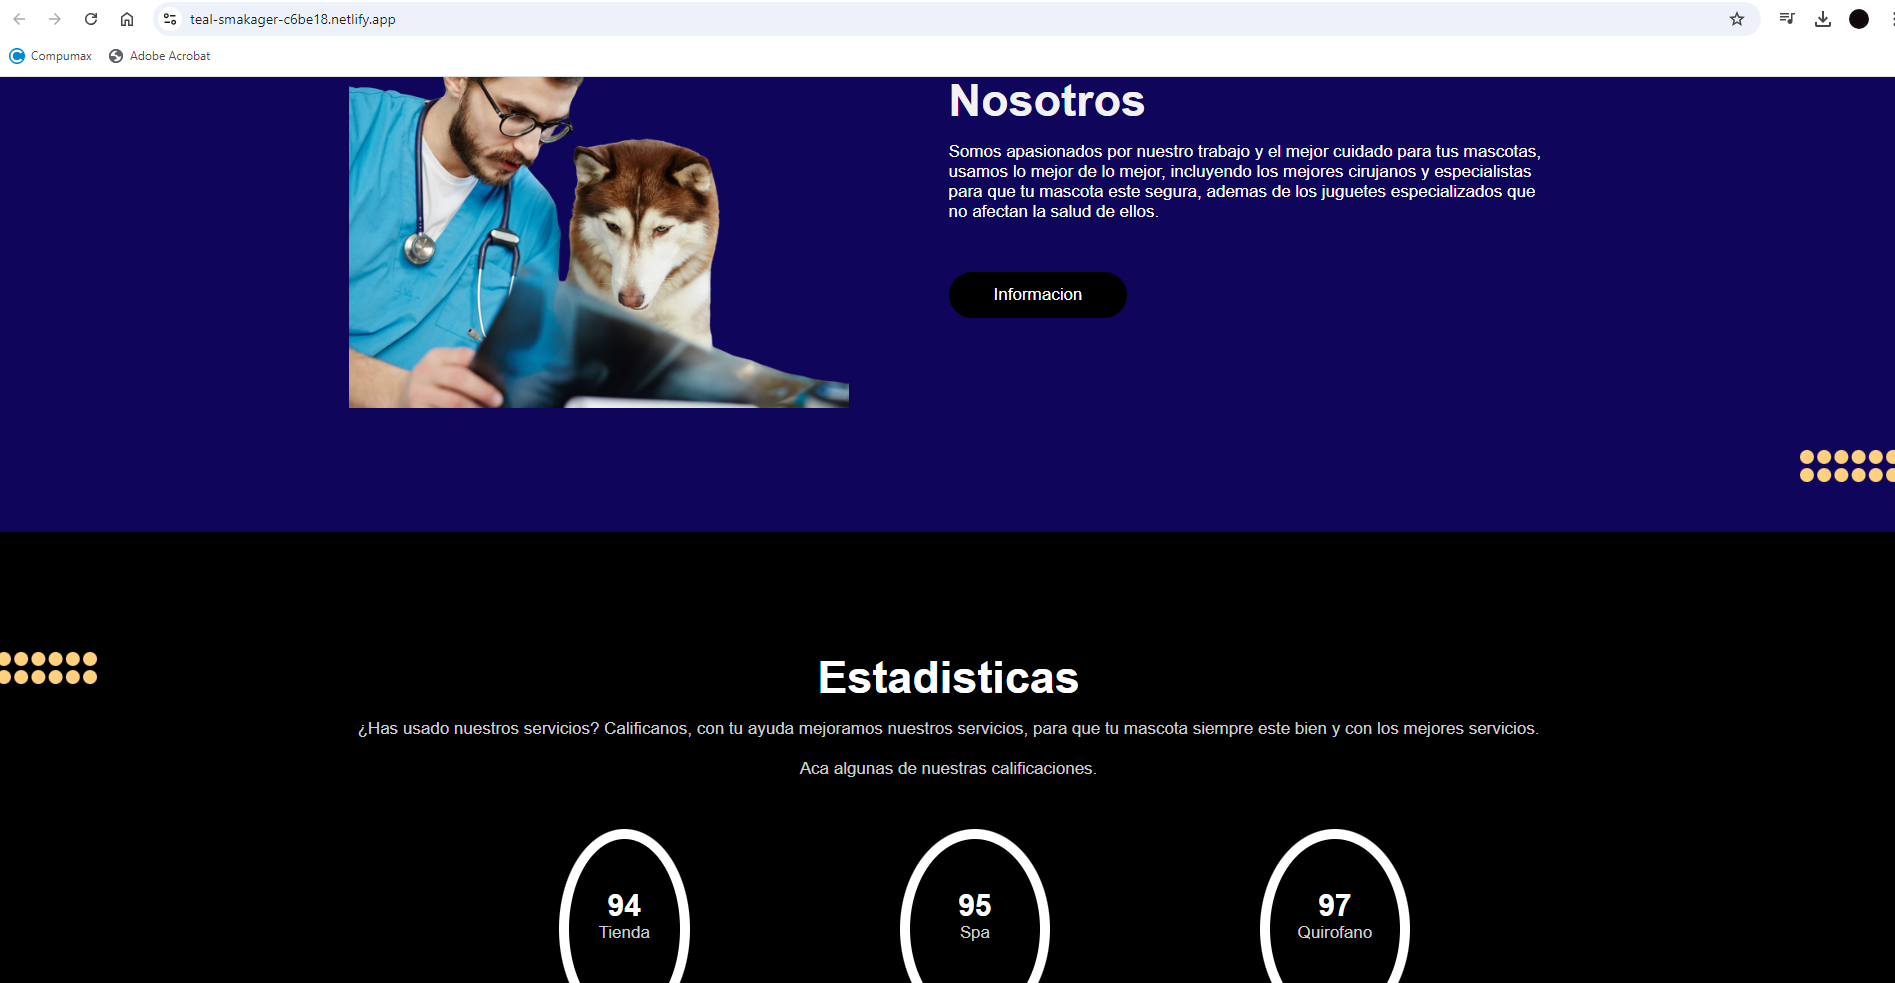 teal-smakager-c6be18.netlify.app
Compumax
Adobe Acrobat
Nosotros
Somos apasionados por nuestro trabajo y el mejor cuidado para tus mascotas,
usamos lo mejor de lo mejor, incluyendo los mejores cirujanos y especialistas
para que tu mascota este segura, ademas de los juguetes especializados que
no afectan la salud de ellos.
Informacion
Estadisticas
¿Has usado nuestros servicios? Calificanos, con tu ayuda mejoramos nuestros servicios, para que tu mascota siempre este bien y con los mejores servicios.
Aca algunas de nuestras calificaciones.
94
Tienda
95
Spa
97
Quirofano